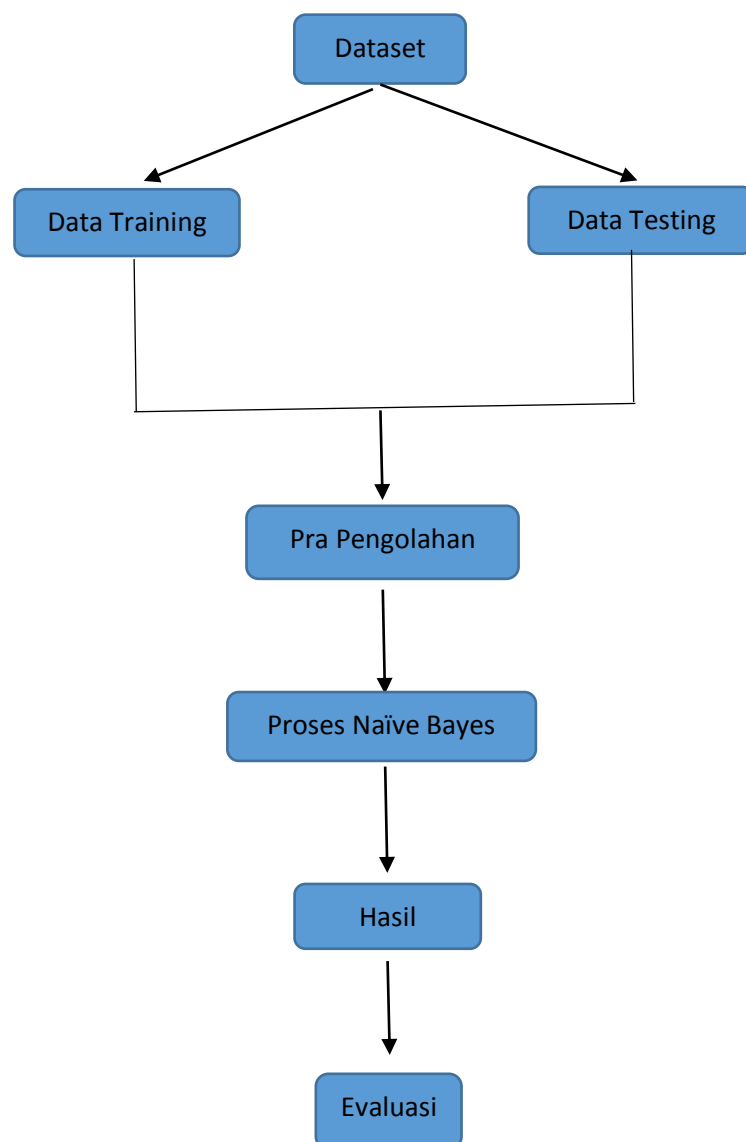 Dataset
Data Training
Data Testing
Pra Pengolahan
Proses Naïve Bayes
Hasil
Evaluasi